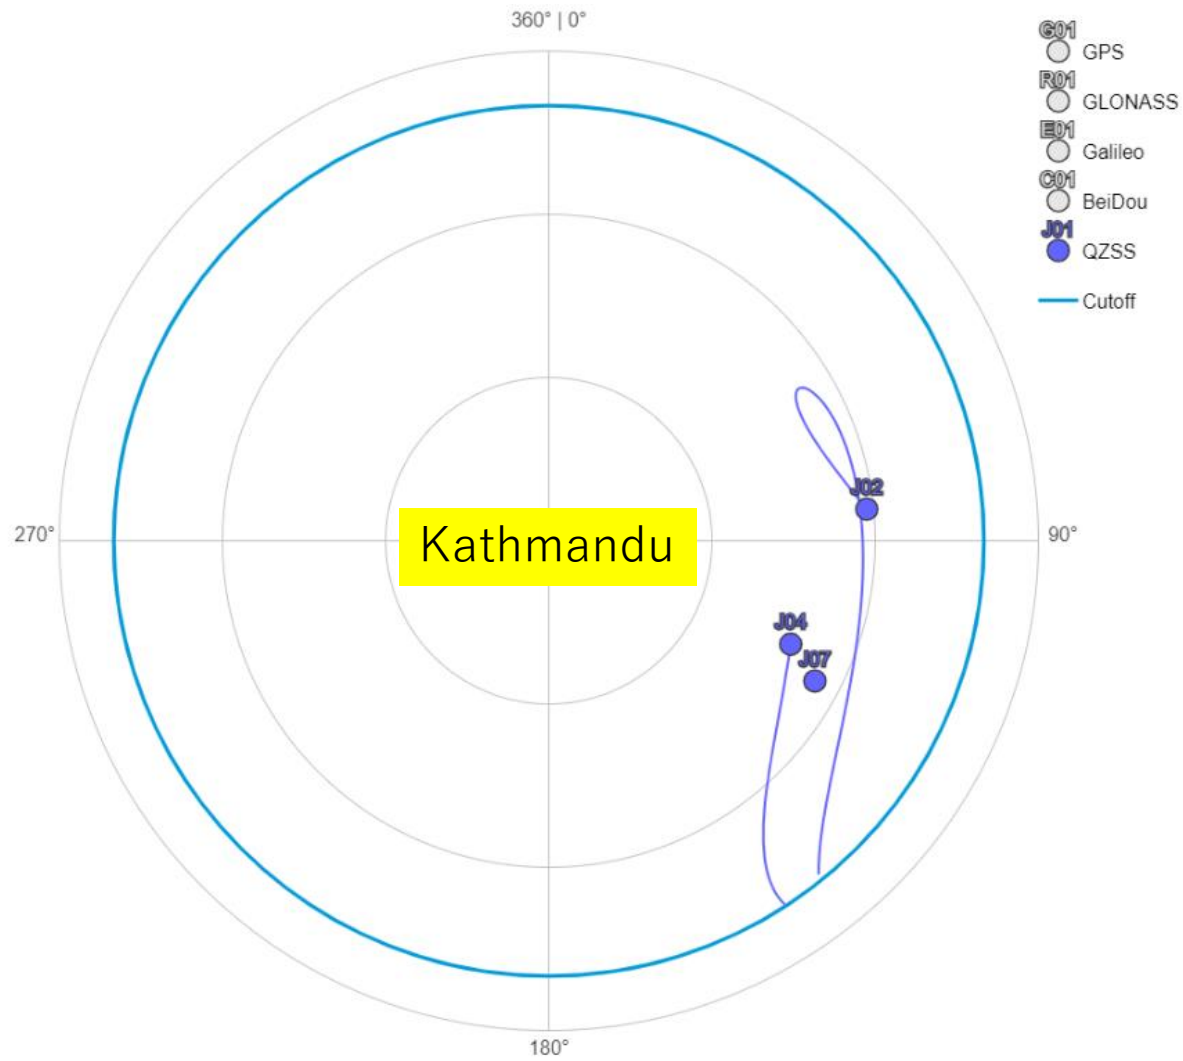 360° | 0°
G01
GPS
R01
GLONASS
E01
Galileo
C01
BeiDou
J01
QZSS
Cutoff
J02
270°
Kathmandu
90°
J04
J07
180°